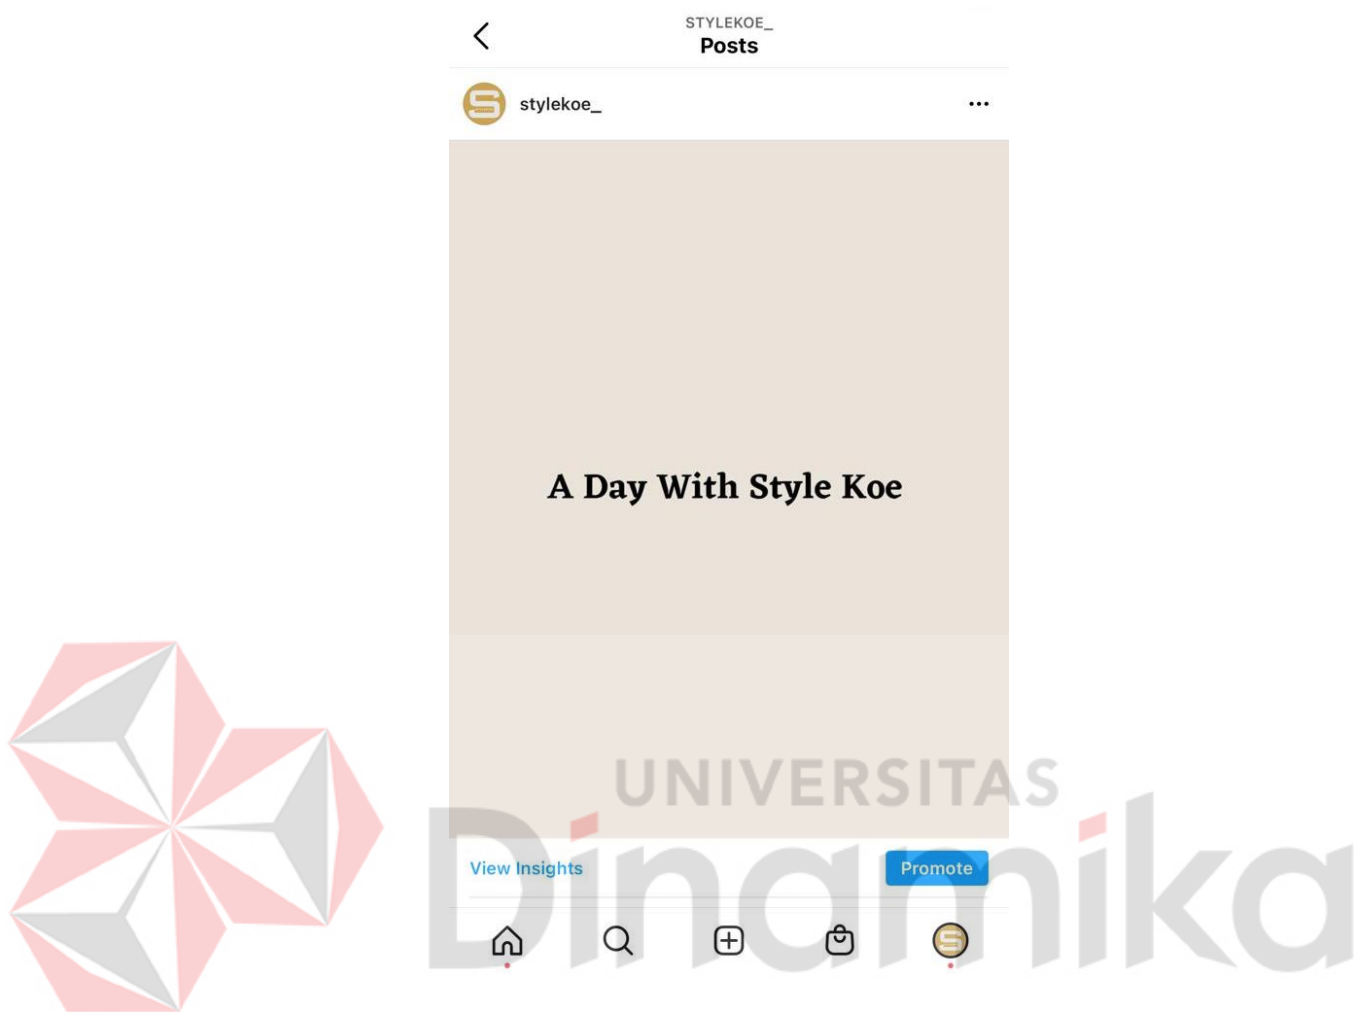 STYLEKOE_
Posts
stylekoe_
A Day With Style Koe
UNIVERSITAS
Dinamika
View Insights
Promote